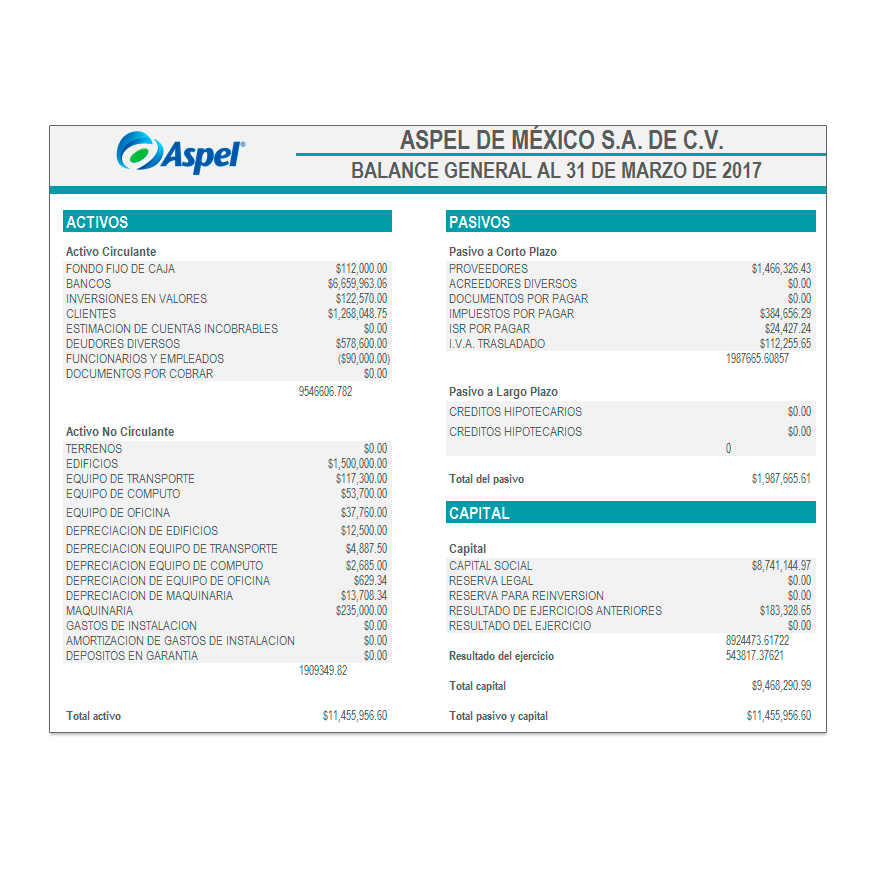 Aspel®
ASPEL DE MÉXICO S.A. DE C.V.
BALANCE GENERAL AL 31 DE MARZO DE 2017
ACTIVOS
Activo Circulante
FONDO FIJO DE CAJA $112,000.00
BANCOS $6,659,963.06
INVERSIONES EN VALORES $122,570.00
CLIENTES $1,268,048.75
ESTIMACION DE CUENTAS INCOBRABLES $0.00
DEUDORES DIVERSOS $578,600.00
FUNCIONARIOS Y EMPLEADOS ($90,000.00)
DOCUMENTOS POR COBRAR $0.00
9546606.782
Activo No Circulante
TERRENOS $0.00
EDIFICIOS $1,500,000.00
EQUIPO DE TRANSPORTE $117,300.00
EQUIPO DE COMPUTO $53,700.00
EQUIPO DE OFICINA $37,760.00
DEPRECIACION DE EDIFICIOS $12,500.00
DEPRECIACION EQUIPO DE TRANSPORTE $4,887.50
DEPRECIACION EQUIPO DE COMPUTO $2,685.00
DEPRECIACION DE EQUIPO DE OFICINA $629.34
DEPRECIACION DE MAQUINARIA $13,708.34
MAQUINARIA $235,000.00
GASTOS DE INSTALACION $0.00
AMORTIZACION DE GASTOS DE INSTALACION $0.00
DEPOSITOS EN GARANTIA $0.00
1909349.82
Total activo $11,455,956.60
PASIVOS
Pasivo a Corto Plazo
PROVEEDORES $1,466,326.43
ACREEDORES DIVERSOS $0.00
DOCUMENTOS POR PAGAR $0.00
IMPUESTOS POR PAGAR $384,656.29
ISR POR PAGAR $24,427.24
I.V.A. TRASLADADO $112,255.65
1987665.60857
Pasivo a Largo Plazo
CREDITOS HIPOTECARIOS $0.00
CREDITOS HIPOTECARIOS $0.00
0
Total del pasivo $1,987,665.61
CAPITAL
Capital
CAPITAL SOCIAL $8,741,144.97
RESERVA LEGAL $0.00
RESERVA PARA REINVERSION $0.00
RESULTADO DE EJERCICIOS ANTERIORES $183,328.65
RESULTADO DEL EJERCICIO $0.00
8924473.61722
Resultado del ejercicio 543817.37621
Total capital $9,468,290.99
Total pasivo y capital $11,455,956.60